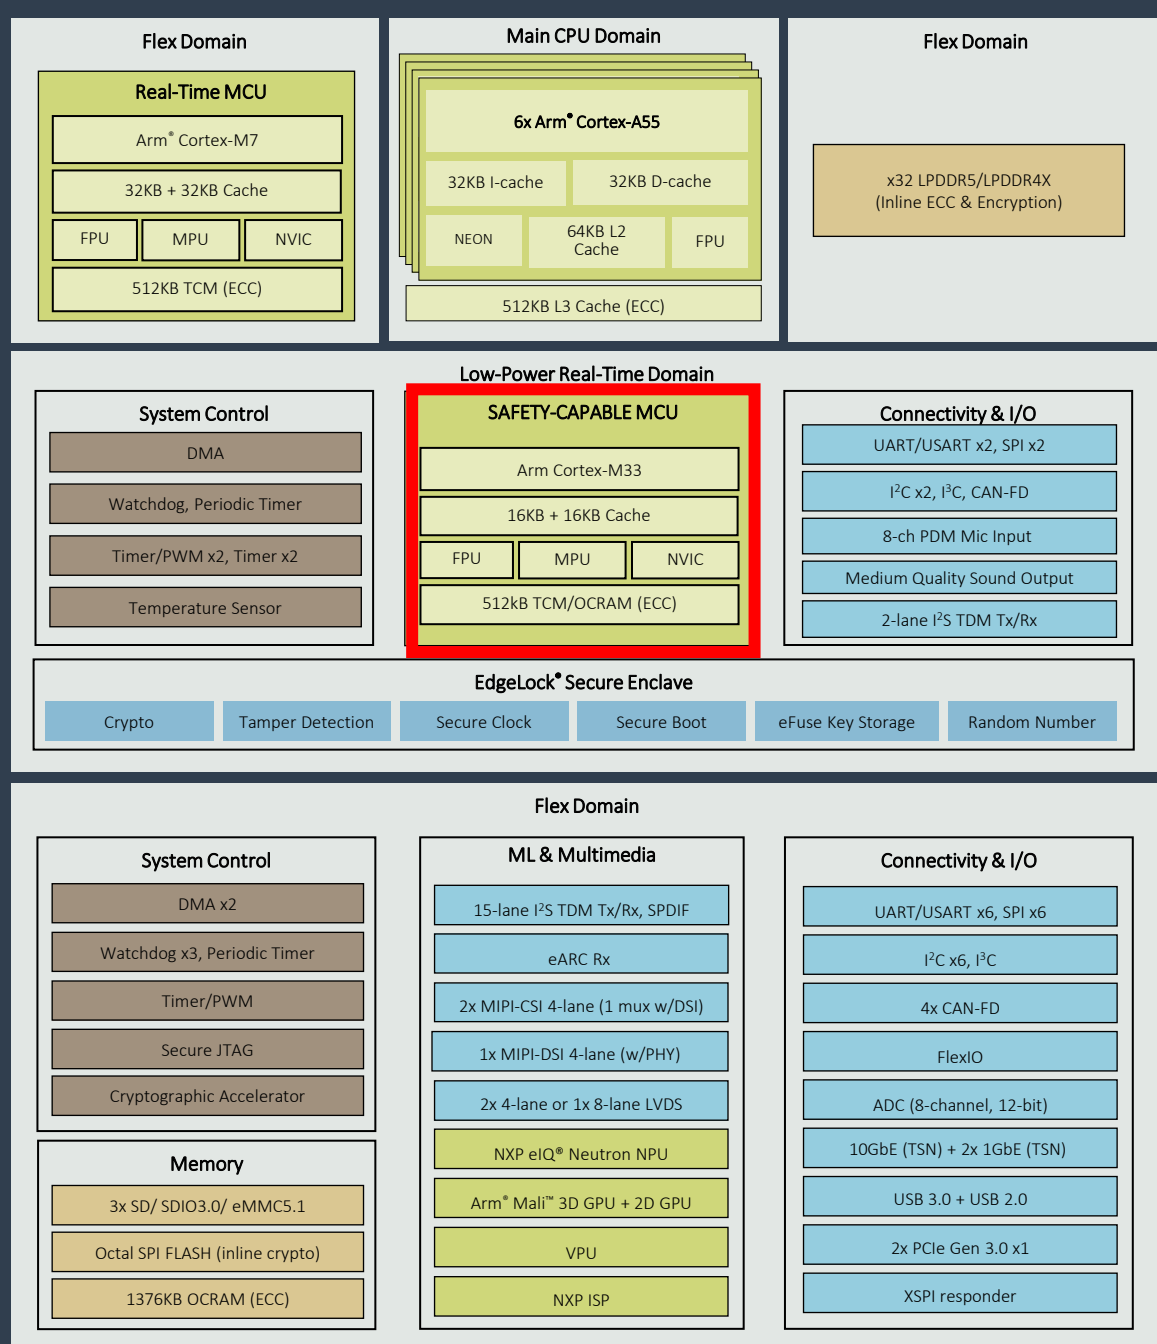 Flex Domain
Real-Time MCU
Arm® Cortex-M7
32KB + 32KB Cache
FPU
MPU
NVIC
512KB TCM (ECC)
Main CPU Domain
6x Arm® Cortex-A55
32KB I-cache
32KB D-cache
NEON
64KB L2
Cache
FPU
512KB L3 Cache (ECC)
Flex Domain
x32 LPDDR5/LPDDR4X
(Inline ECC & Encryption)
Low-Power Real-Time Domain
System Control
DMA
Watchdog, Periodic Timer
Timer/PWM x2, Timer x2
Temperature Sensor
SAFETY-CAPABLE MCU
Arm Cortex-M33
16KB + 16KB Cache
FPU
MPU
NVIC
512kB TCM/OCRAM (ECC)
Connectivity & I/O
UART/USART x2, SPI x2
I²C x2, I³C, CAN-FD
8-ch PDM Mic Input
Medium Quality Sound Output
2-lane I²S TDM Tx/Rx
EdgeLock® Secure Enclave
Crypto
Tamper Detection
Secure Clock
Secure Boot
eFuse Key Storage
Random Number
Flex Domain
System Control
DMA x2
Watchdog x3, Periodic Timer
Timer/PWM
Secure JTAG
Cryptographic Accelerator
Memory
3x SD/ SDIO3.0/ eMMC5.1
Octal SPI FLASH (inline crypto)
1376KB OCRAM (ECC)
ML & Multimedia
15-lane I²S TDM Tx/Rx, SPDIF
eARC Rx
2x MIPI-CSI 4-lane (1 mux w/DSI)
1x MIPI-DSI 4-lane (w/PHY)
2x 4-lane or 1x 8-lane LVDS
NXP eIQ® Neutron NPU
Arm® Mali™ 3D GPU + 2D GPU
VPU
NXP ISP
Connectivity & I/O
UART/USART x6, SPI x6
I²C x6, I³C
4x CAN-FD
FlexIO
ADC (8-channel, 12-bit)
10GbE (TSN) + 2x 1GbE (TSN)
USB 3.0 + USB 2.0
2x PCIe Gen 3.0 x1
XSPI responder